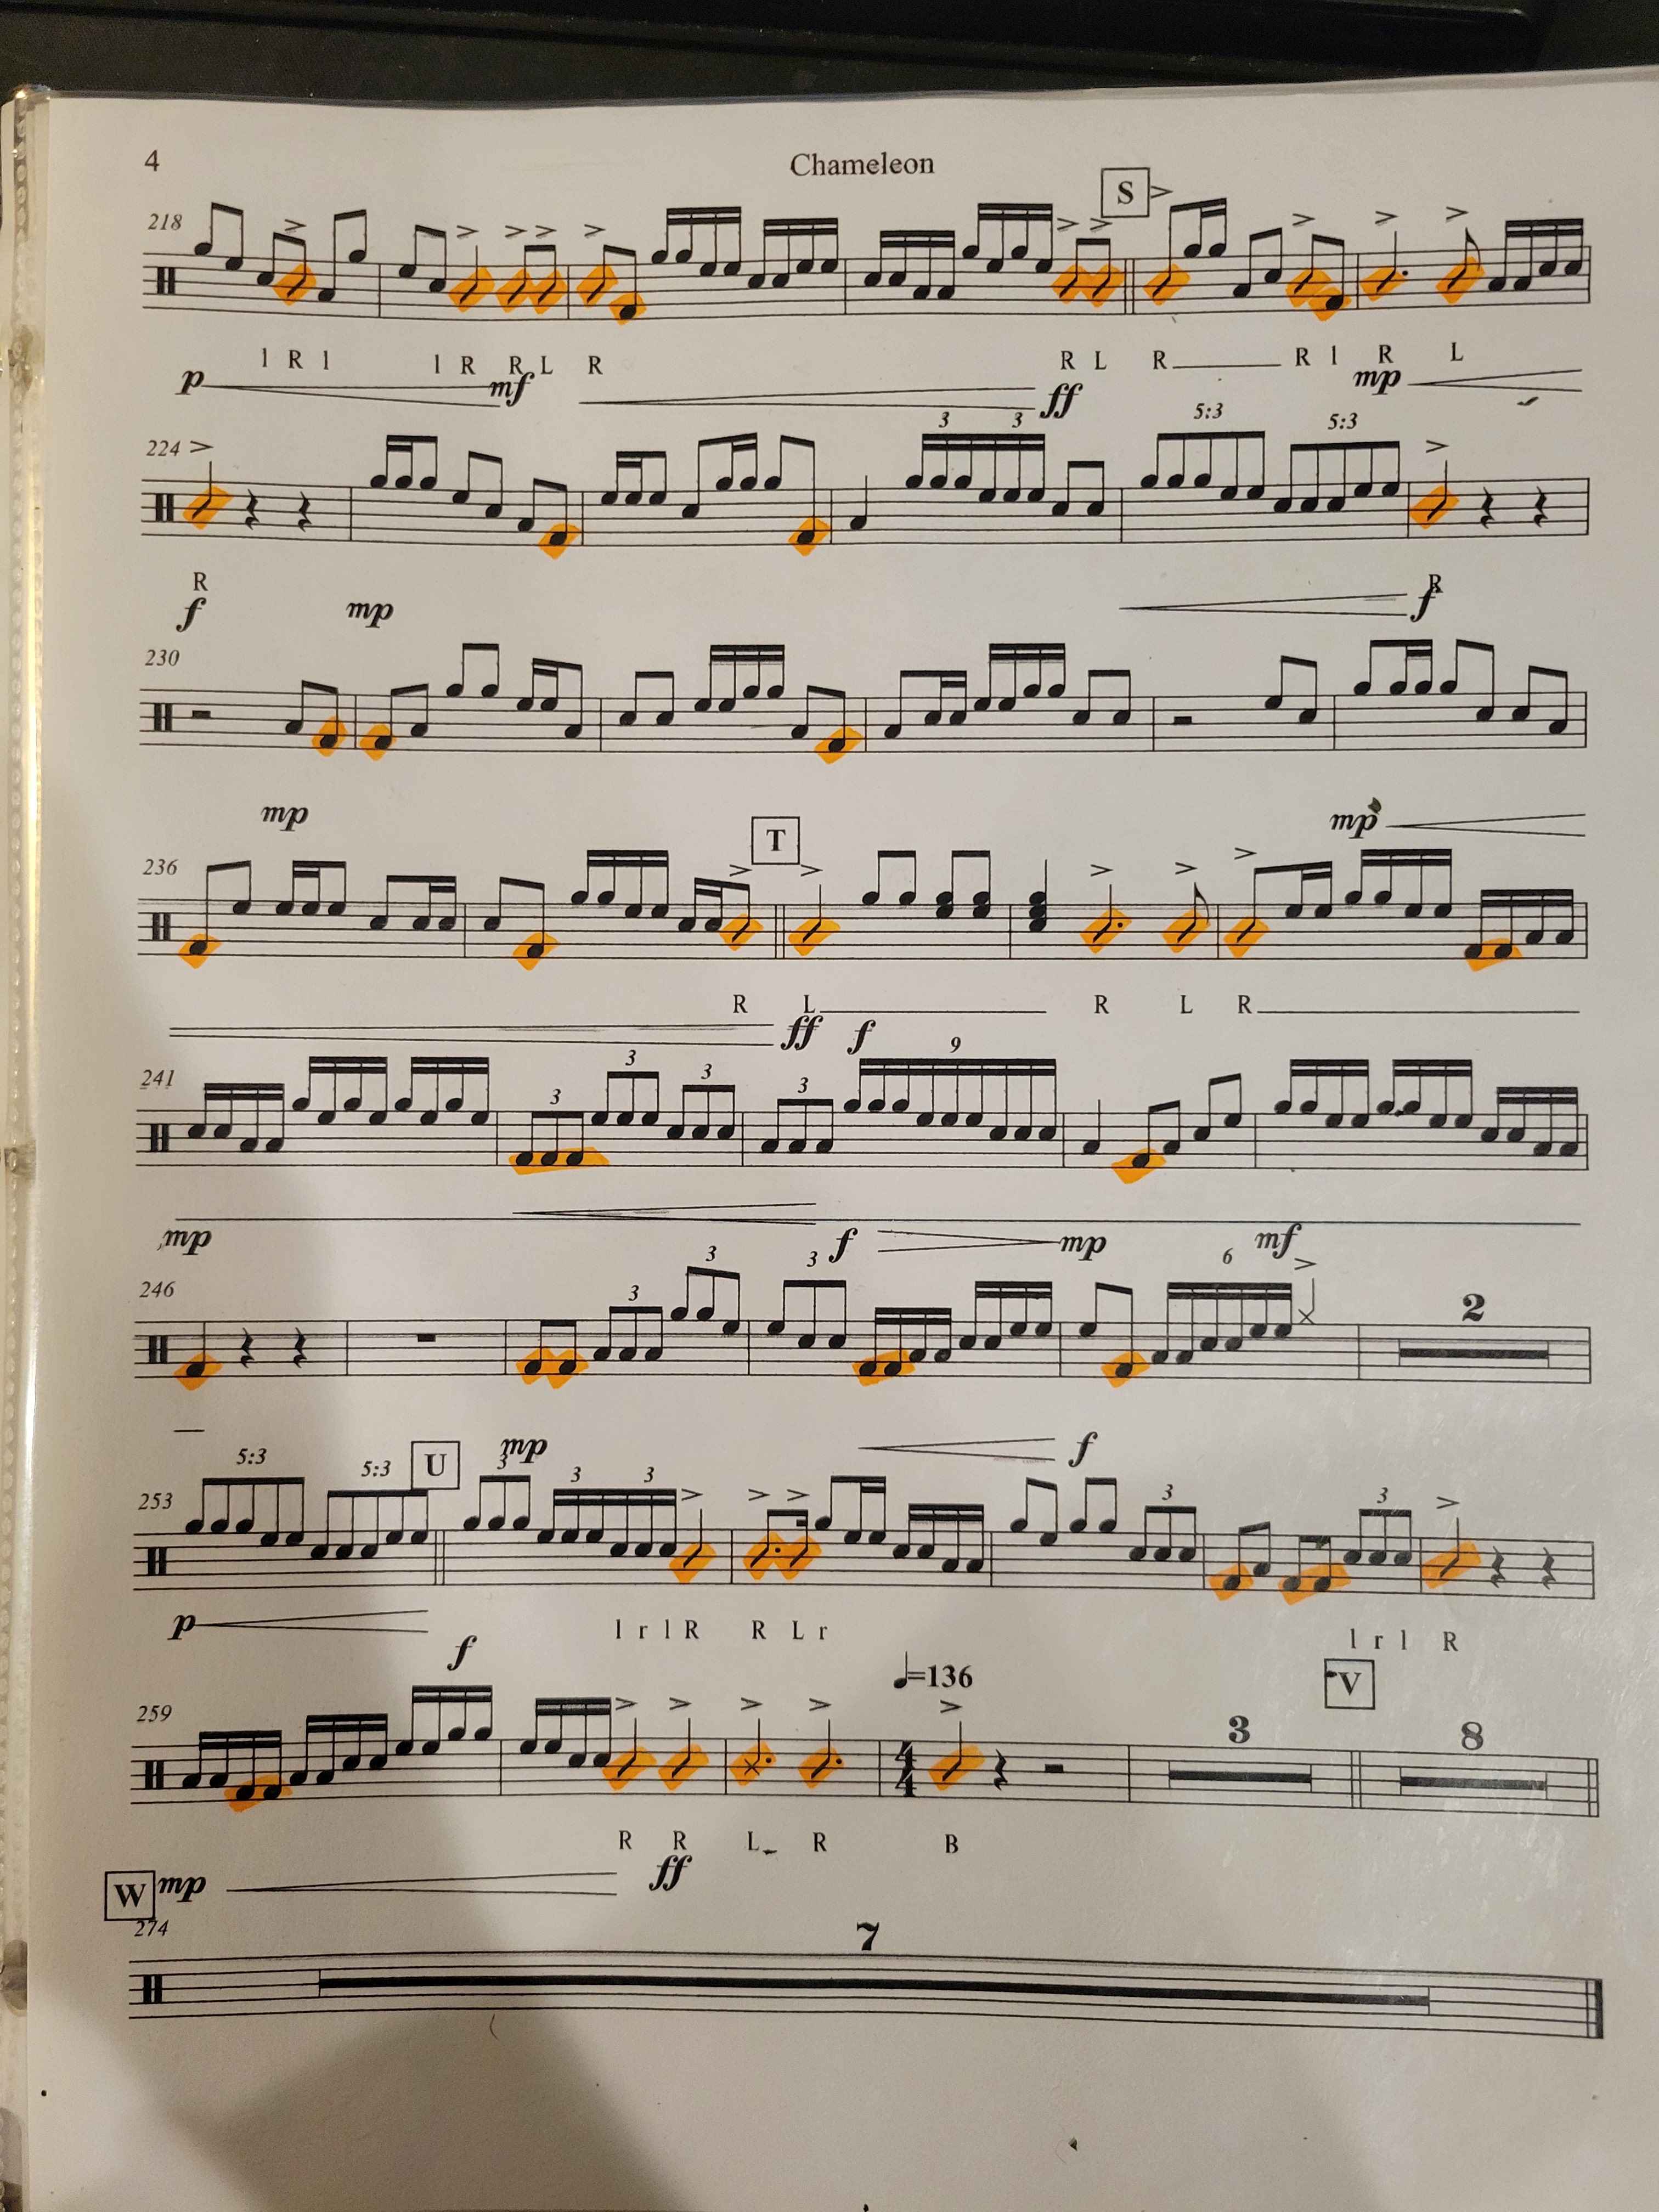 4 Chameleon
S
218
l R l l R R L R R L R R l R L
p mf ff mp
3 3 5:3 5:3
224
R R
f mp f
230
mp mp
T
236
R L R L R
ff f
3 3 3 3 9
241
mp f mp mf
3 3 3 6
246 2
mp f
5:3 5:3 U 3 3 3 3 3
253
p l r l R R L r l r l R
f
♩=136 V
259 3 8
4
4
R R L R B
W mp ff
274 7